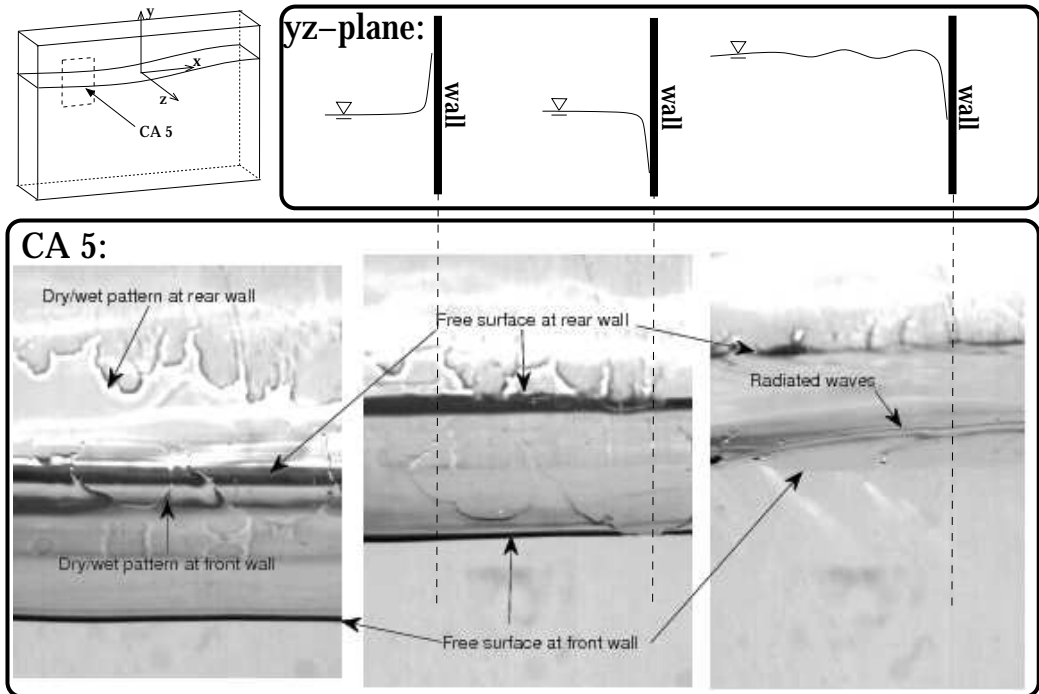 y
x
z
CA 5
yz−plane:
wall
wall
wall
CA 5:
Dry/wet pattern at rear wall
Free surface at rear wall
Radiated waves
Dry/wet pattern at front wall
Free surface at front wall